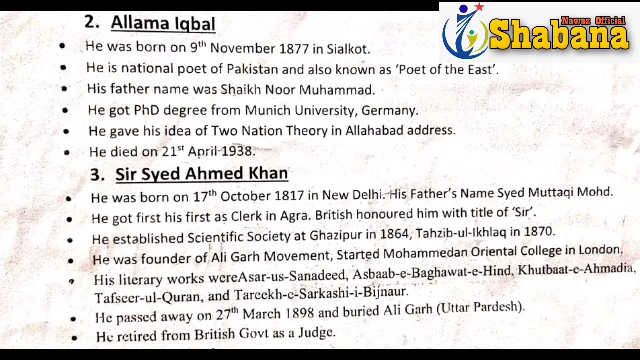 Nawas Official
Shabana
2. Allama Iqbal
• He was born on 9th November 1877 in Sialkot.
• He is national poet of Pakistan and also known as ‘Poet of the East’.
• His father name was Shaikh Noor Muhammad.
• He got PhD degree from Munich University, Germany.
• He gave his idea of Two Nation Theory in Allahabad address.
• He died on 21st April 1938.
3. Sir Syed Ahmed Khan
• He was born on 17th October 1817 in New Delhi. His Father’s Name Syed Muttaqi Mohd.
• He got first his first as Clerk in Agra. British honoured him with title of ‘Sir’.
• He established Scientific Society at Ghazipur in 1864, Tahzib-ul-Ikhlaq in 1870.
• He was founder of Ali Garh Movement, Started Mohammedan Oriental College in London.
• His literary works wereAsar-us-Sanadeed, Asbaab-e-Baghawat-e-Hind, Khutbaat-e-Ahmadia,
Tafseer-ul-Quran, and Tareekh-e-Sarkashi-i-Bijnaur.
• He passed away on 27th March 1898 and buried Ali Garh (Uttar Pardesh).
• He retired from British Govt as a Judge.